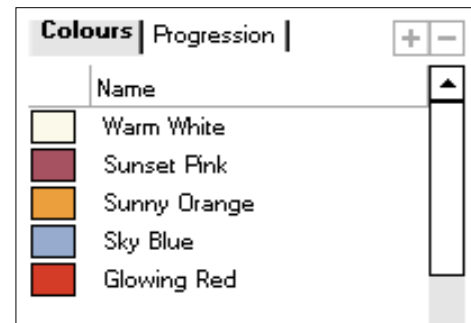 Colours Progression + −
Name
Warm White
Sunset Pink
Sunny Orange
Sky Blue
Glowing Red